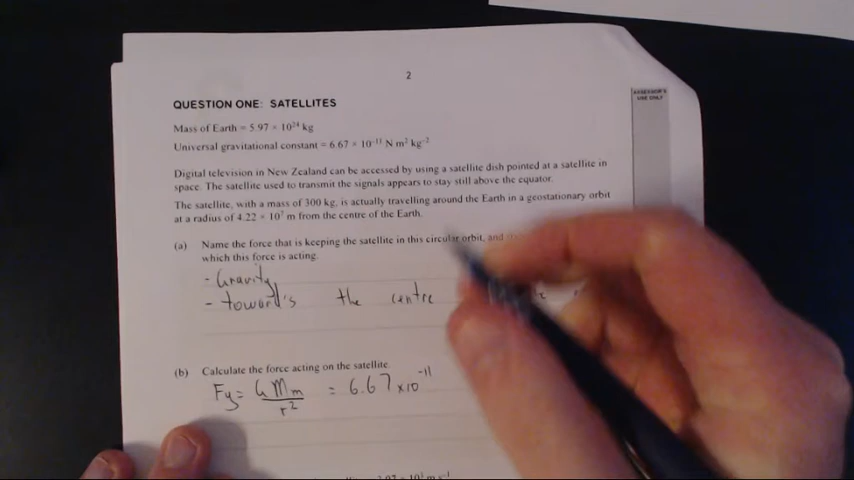 2
ASSESSOR'S
USE ONLY
QUESTION ONE: SATELLITES
Mass of Earth = 5.97 × 10²⁴ kg
Universal gravitational constant = 6.67 × 10⁻¹¹ N m² kg⁻²
Digital television in New Zealand can be accessed by using a satellite dish pointed at a satellite in
space. The satellite used to transmit the signals appears to stay still above the equator.
The satellite, with a mass of 300 kg, is actually travelling around the Earth in a geostationary orbit
at a radius of 4.22 × 10⁷ m from the centre of the Earth.
(a) Name the force that is keeping the satellite in this circular orbit, and
which this force is acting.
- Gravity
- toward's the centre
(b) Calculate the force acting on the satellite.
Fg = GMm/r² = 6.67 × 10⁻¹¹